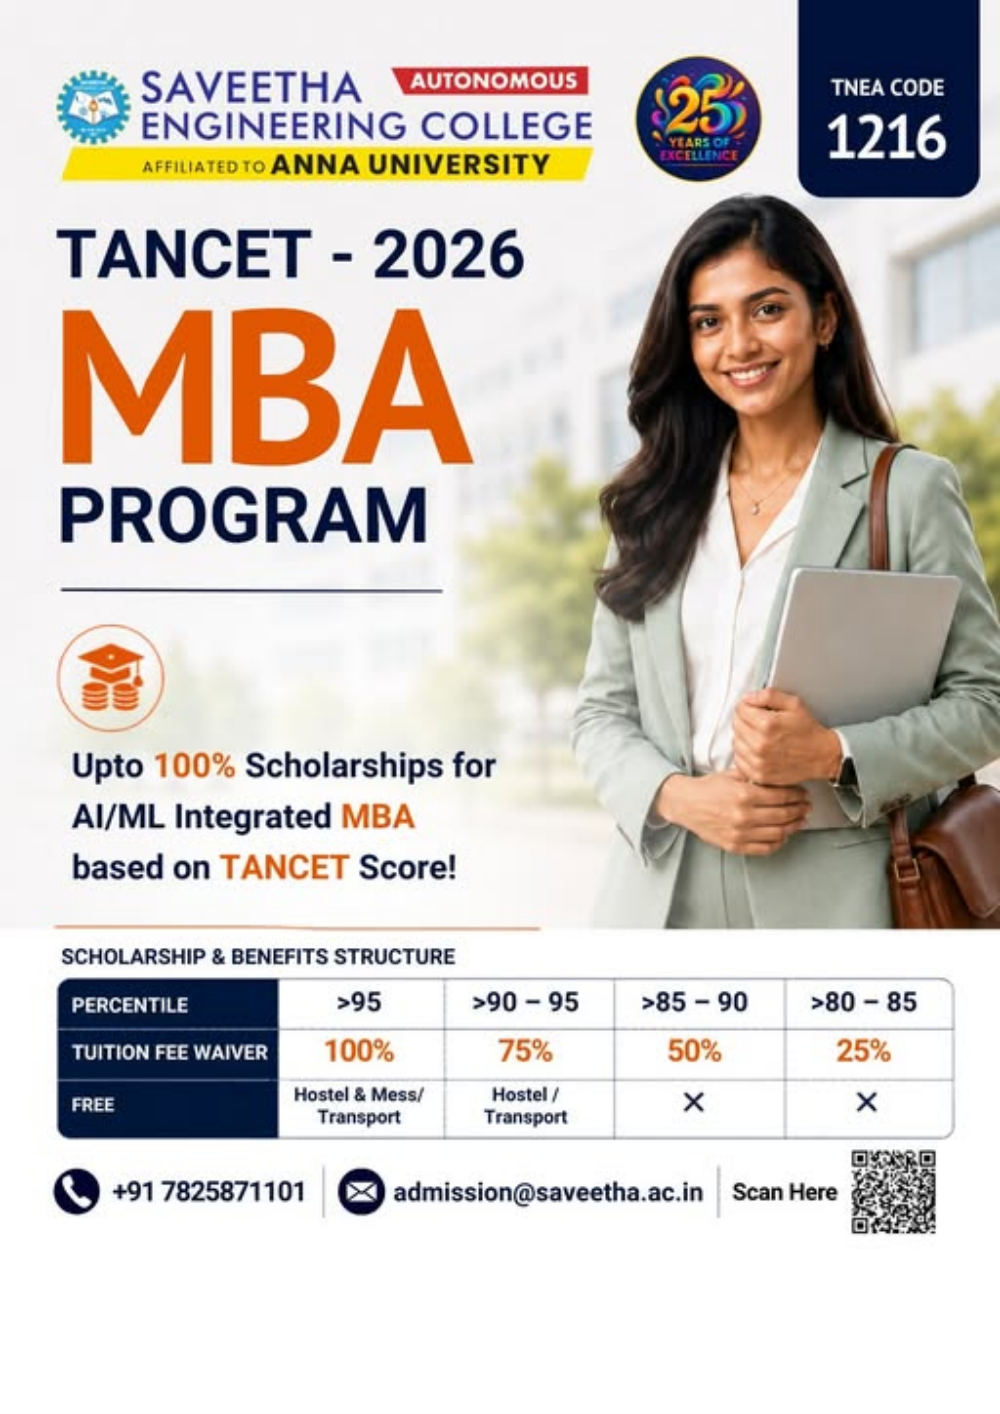 SAVEETHA
AUTONOMOUS
ENGINEERING COLLEGE
AFFILIATED TO ANNA UNIVERSITY
25
YEARS OF
EXCELLENCE
TNEA CODE
1216
TANCET - 2026
MBA
PROGRAM
Upto 100% Scholarships for
AI/ML Integrated MBA
based on TANCET Score!
SCHOLARSHIP & BENEFITS STRUCTURE
PERCENTILE >95 >90 – 95 >85 – 90 >80 – 85
TUITION FEE WAIVER 100% 75% 50% 25%
FREE Hostel & Mess/ Transport Hostel / Transport X X
+91 7825871101 admission@saveetha.ac.in Scan Here